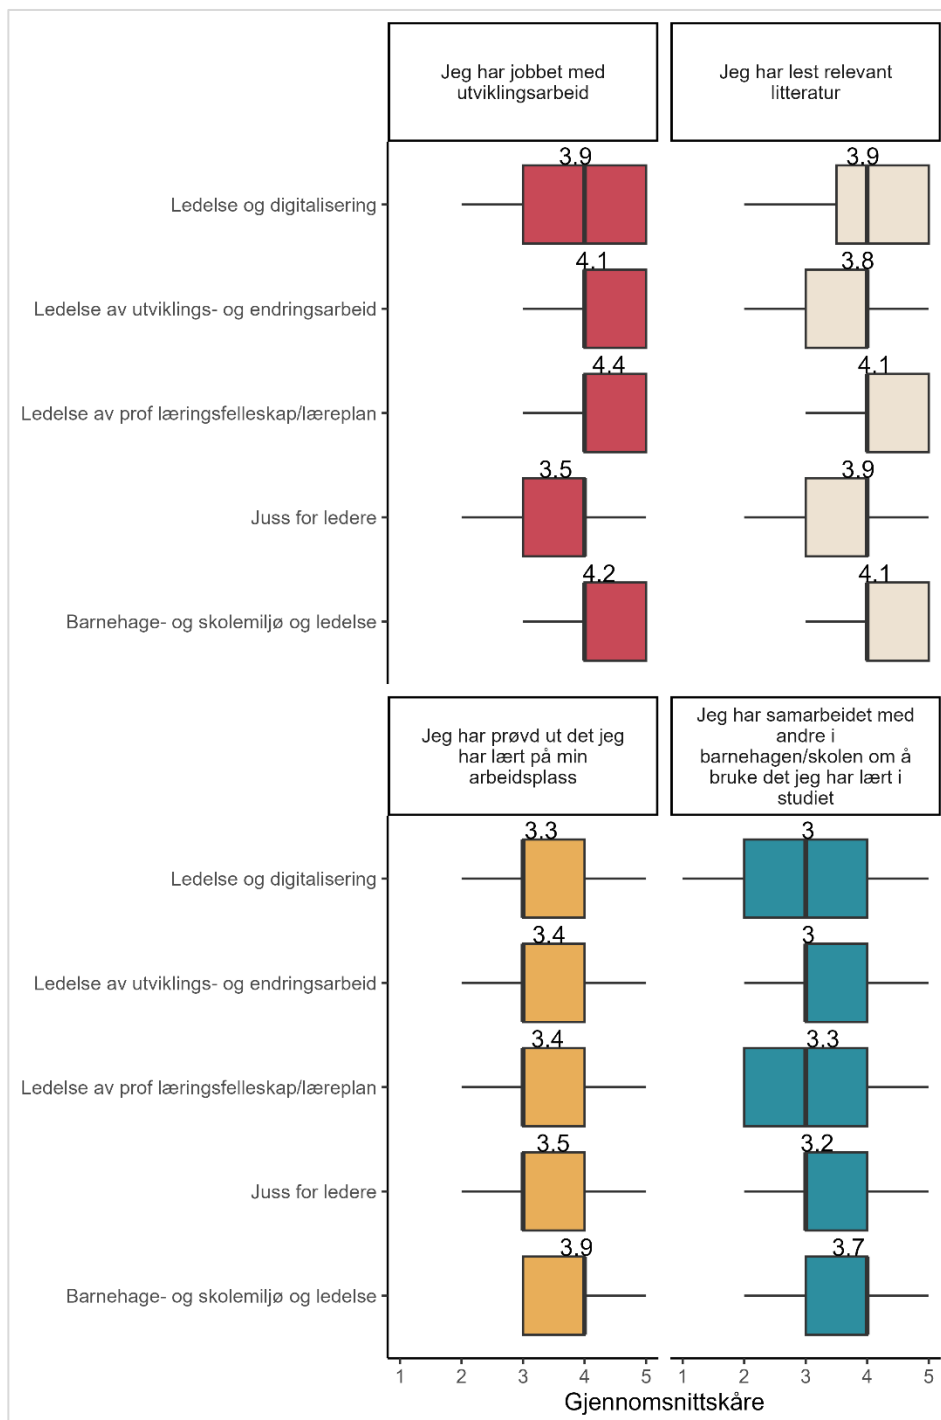 Jeg har jobbet med
utviklingsarbeid
Jeg har lest relevant
litteratur
3.9
3.9
Ledelse og digitalisering
4.1
3.8
Ledelse av utviklings- og endringsarbeid
4.4
4.1
Ledelse av prof læringsfelleskap/læreplan
3.5
3.9
Juss for ledere
4.2
4.1
Barnehage- og skolemiljø og ledelse
Jeg har prøvd ut det jeg
har lært på min
arbeidsplass
Jeg har samarbeidet med
andre i
barnehagen/skolen om å
bruke det jeg har lært i
studiet
3.3
3
Ledelse og digitalisering
3.4
3
Ledelse av utviklings- og endringsarbeid
3.4
3.3
Ledelse av prof læringsfelleskap/læreplan
3.5
3.2
Juss for ledere
3.9
3.7
Barnehage- og skolemiljø og ledelse
1 2 3 4 5 1 2 3 4 5
Gjennomsnittskåre